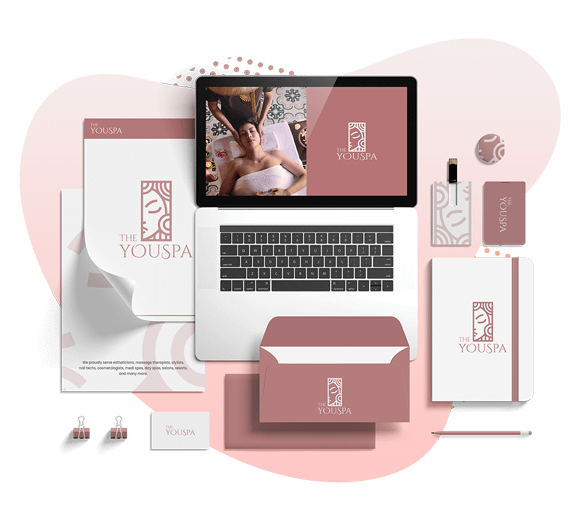 THE
YOUSPA
THE
YOUSPA
THE
YOUSPA
We proudly serve estheticians, massage therapists, stylists,
nail techs, cosmetologists, med spas, day spas, salons, resorts
and many more.
THE
YOUSPA
THE
YOUSPA
THE
YOUSPA
THE
YOUSPA